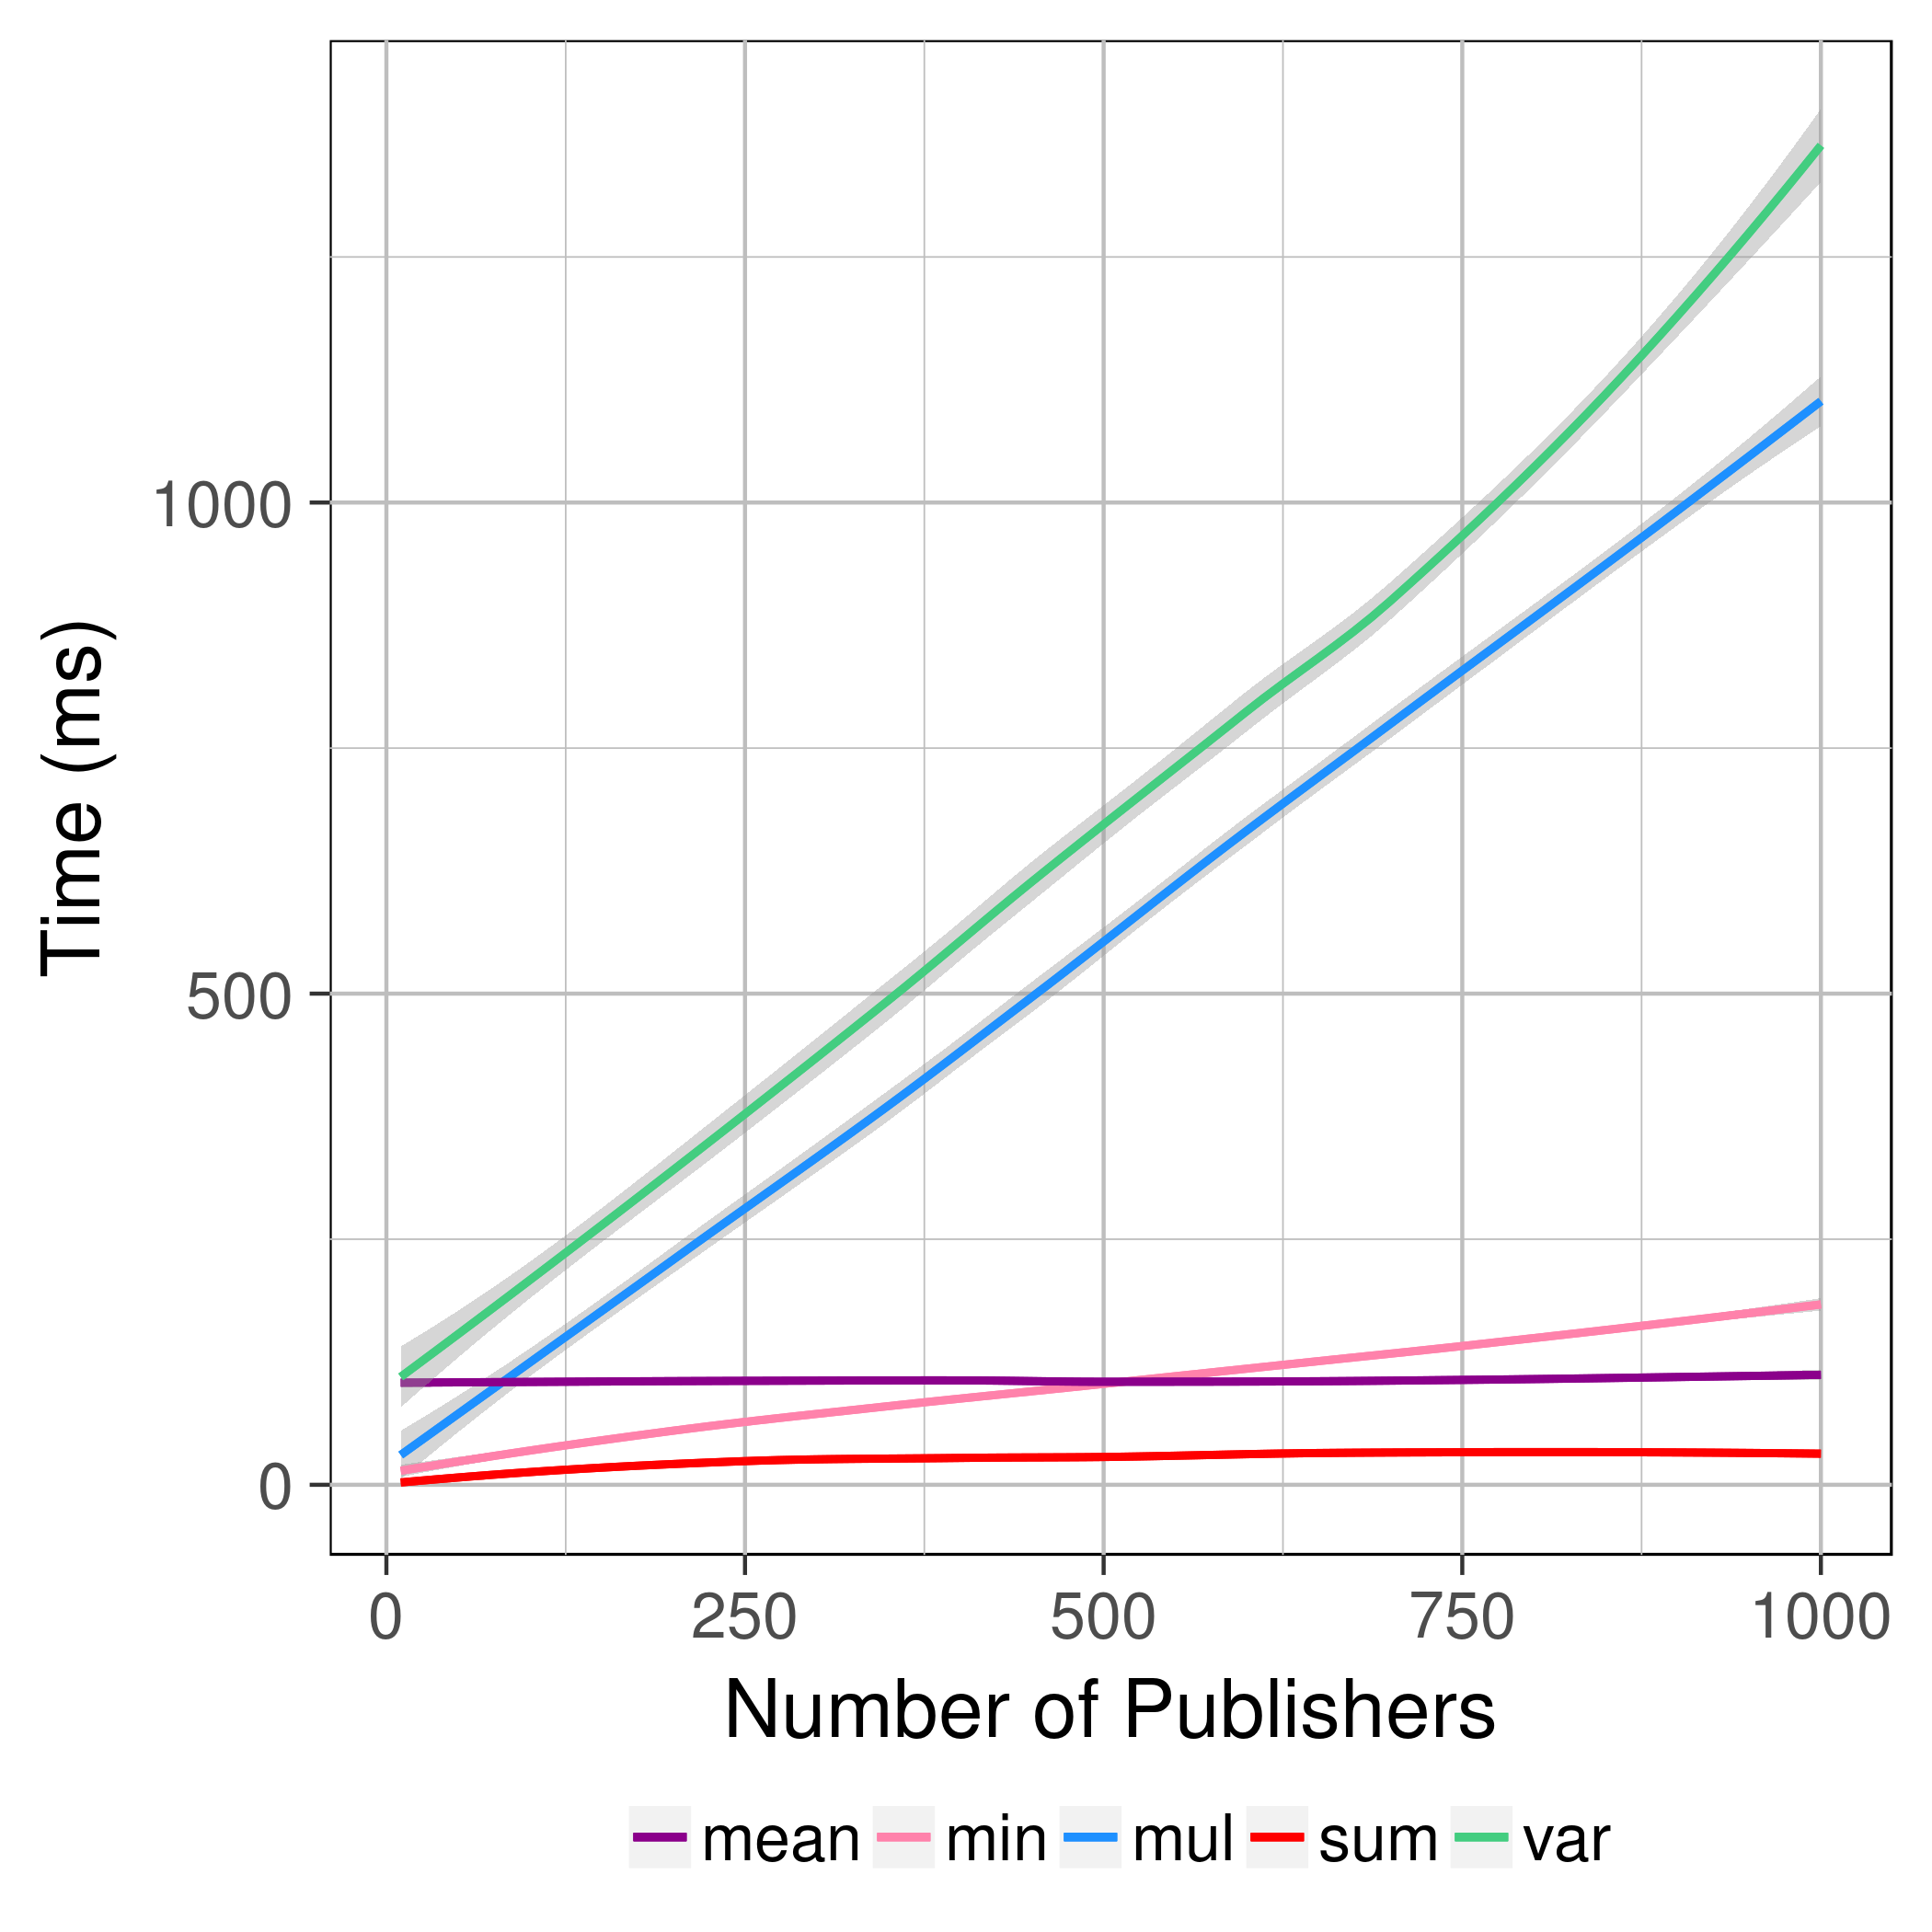 Time (ms)
1000
500
0
0 250 500 750 1000
Number of Publishers
mean min mul sum var